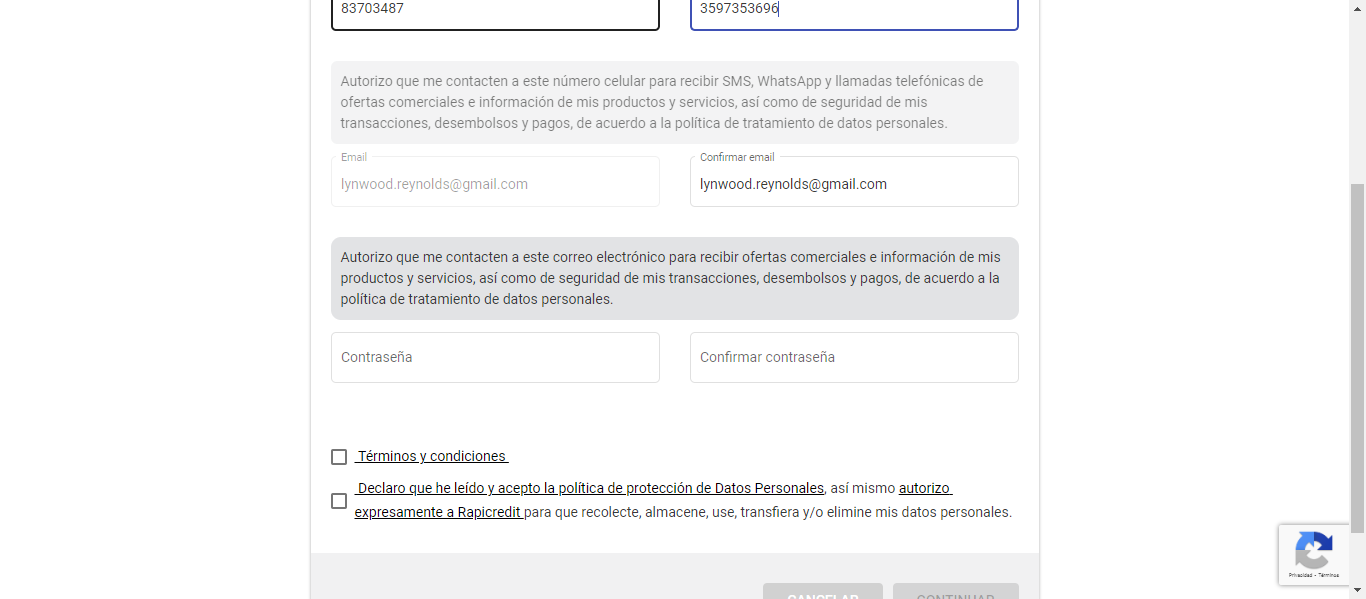 83703487
3597353696
Autorizo que me contacten a este número celular para recibir SMS, WhatsApp y llamadas telefónicas de
ofertas comerciales e información de mis productos y servicios, así como de seguridad de mis
transacciones, desembolsos y pagos, de acuerdo a la política de tratamiento de datos personales.
Email
Confirmar email
lynwood.reynolds@gmail.com
lynwood.reynolds@gmail.com
Autorizo que me contacten a este correo electrónico para recibir ofertas comerciales e información de mis
productos y servicios, así como de seguridad de mis transacciones, desembolsos y pagos, de acuerdo a la
política de tratamiento de datos personales.
Contraseña
Confirmar contraseña
Términos y condiciones
Declaro que he leído y acepto la política de protección de Datos Personales, así mismo autorizo
expresamente a Rapicredit para que recolecte, almacene, use, transfiera y/o elimine mis datos personales.
Privacidad - Términos
CANCELAR
CONTINUAR